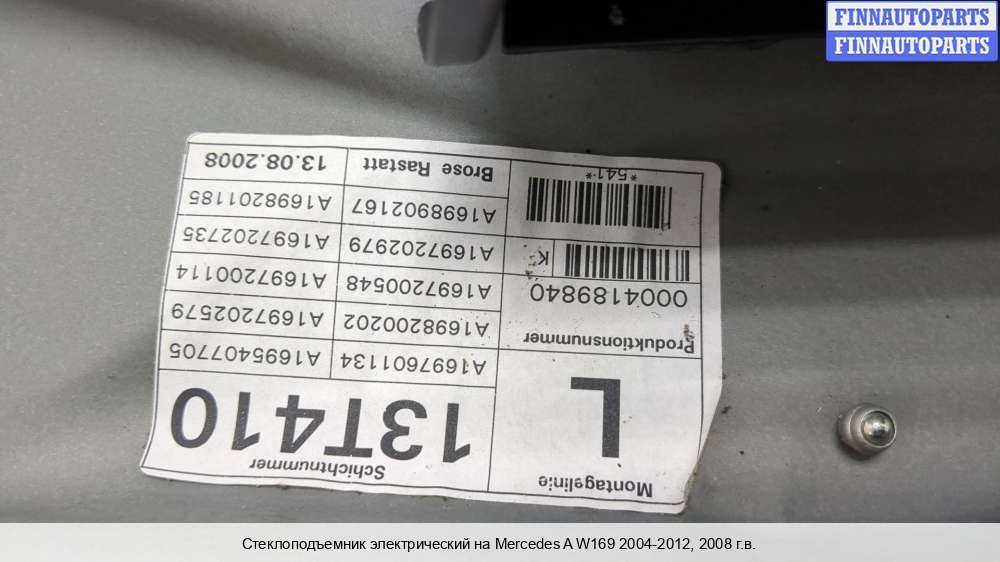 FINNAUTOPARTS
FINNAUTOPARTS
Montagelinie
L
Schichtnummer
13T410
Produktionsnummer
0004189840
K
*541*
A1697601134 A1695407705
A1698200202 A1697202579
A1697200548 A1697200114
A1697202979 A1697202735
A1698902167 A1698201185
Brose Rastatt 13.08.2008
Стеклоподъемник электрический на Mercedes A W169 2004-2012, 2008 г.в.